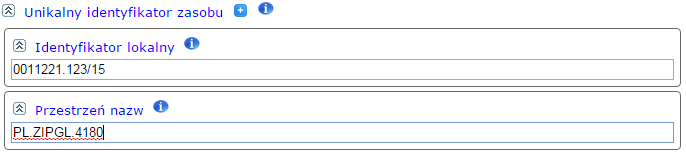 Unikalny identyfikator zasobu
Identyfikator lokalny
0011221.123/15
Przestrzeń nazw
PL.ZIPGL.4180